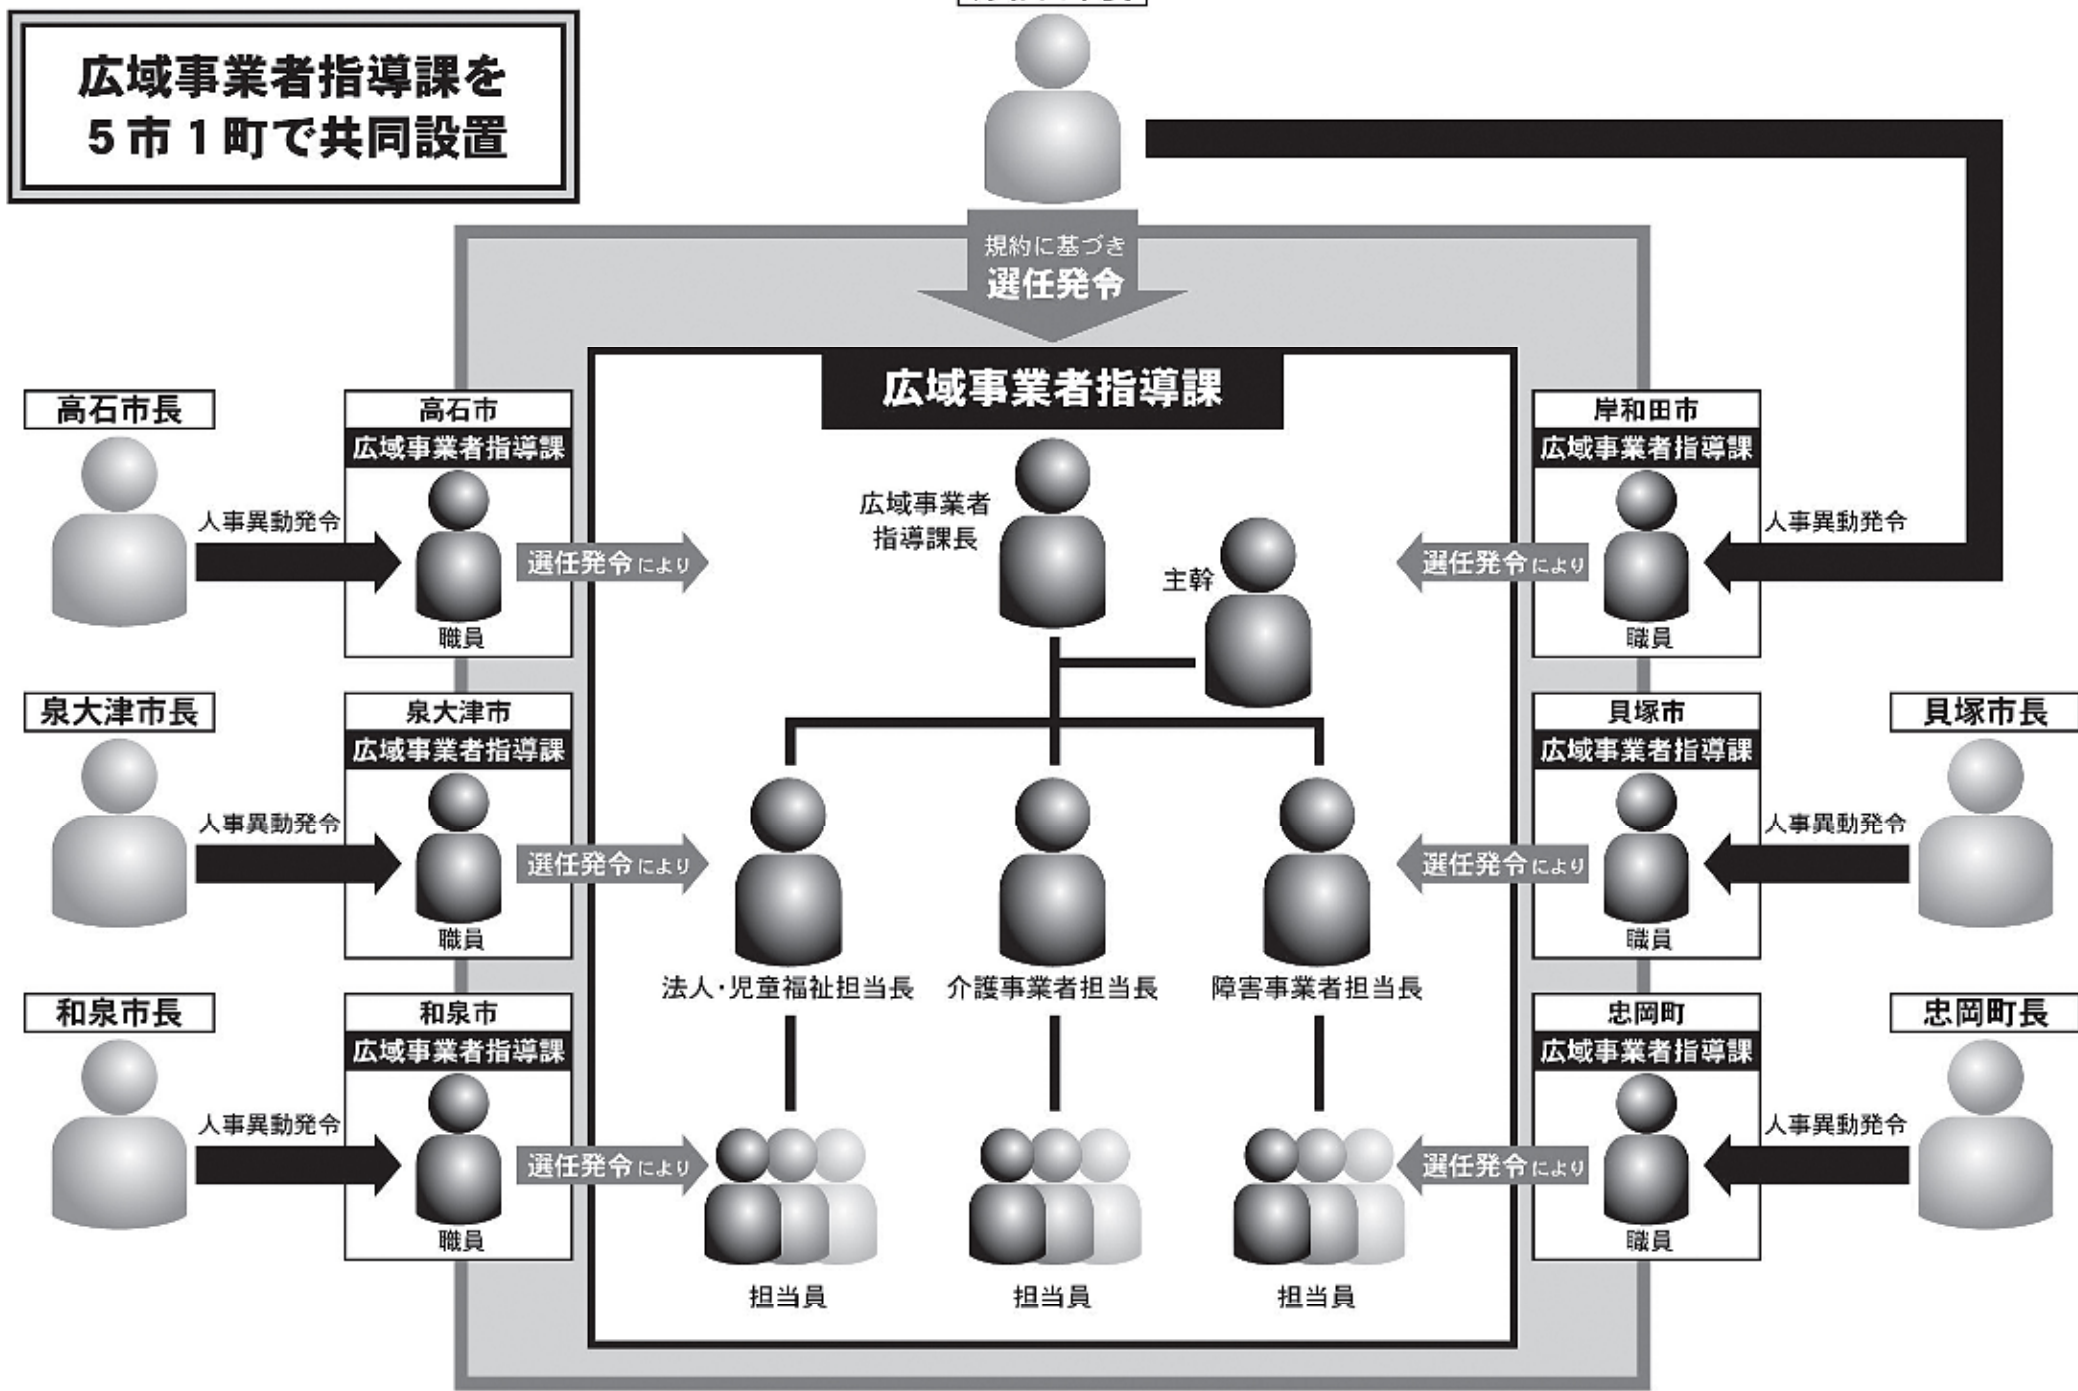 広域事業者指導課を
5市1町で共同設置
規約に基づき
選任発令
広域事業者指導課
高石市長
人事異動発令
高石市
広域事業者指導課
職員
選任発令により
泉大津市長
人事異動発令
泉大津市
広域事業者指導課
職員
選任発令により
和泉市長
人事異動発令
和泉市
広域事業者指導課
職員
選任発令により
広域事業者
指導課長
主幹
法人・児童福祉担当長
介護事業者担当長
障害事業者担当長
担当員
担当員
担当員
岸和田市
広域事業者指導課
職員
選任発令により
人事異動発令
貝塚市
広域事業者指導課
職員
選任発令により
人事異動発令
貝塚市長
忠岡町
広域事業者指導課
職員
選任発令により
人事異動発令
忠岡町長